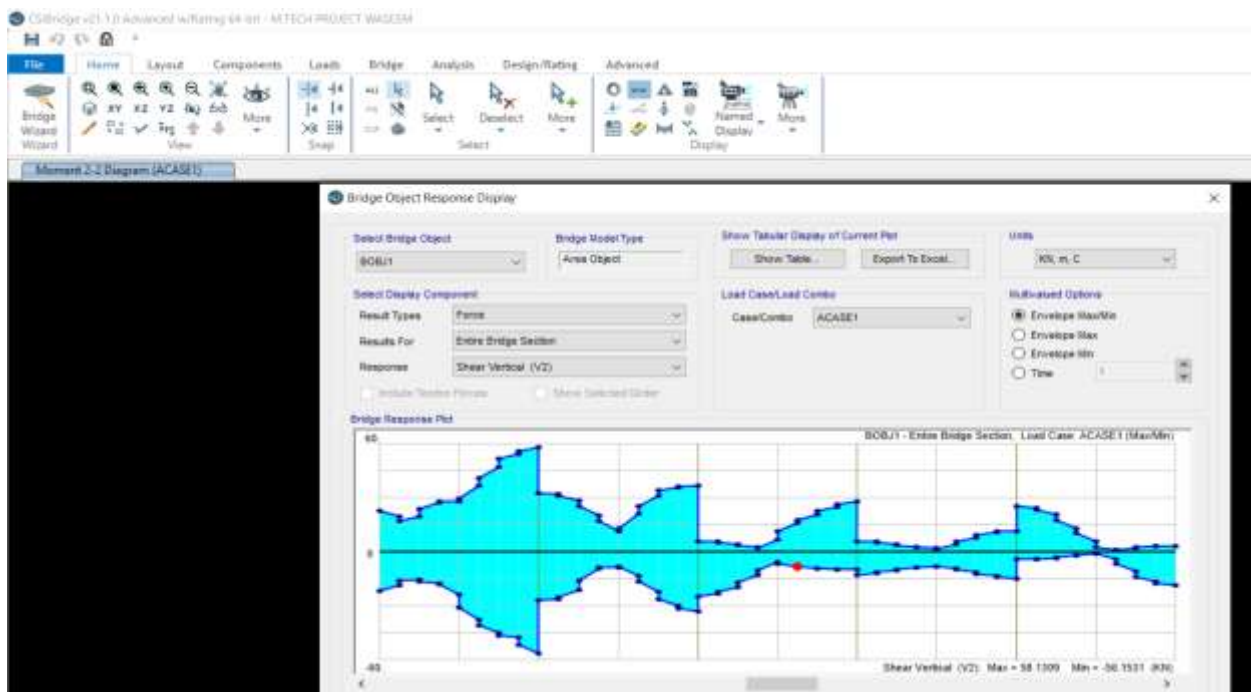 CSiBridge v21.1.0 Advanced w/Rating 64-bit - MTECH PROJECT WASEEM
File Home Layout Components Loads Bridge Analysis Design/Rating Advanced
XY XZ YZ
Bridge Wizard
More
Select
Deselect
More
Named Display
More
Wizard View Snap Select Display
Moment 2-2 Diagram (ACASE1)
Bridge Object Response Display
Select Bridge Object
BOBJ1
Bridge Model Type
Area Object
Show Tabular Display of Current Plot
Show Table...
Export To Excel...
Units
KN, m, C
Select Display Component
Result Types Force
Results For Entire Bridge Section
Response Shear Vertical (V2)
Include Tendon Forces
Show Selected Girder
Load Case/Load Combo
Case/Combo ACASE1
Multivalued Options
Envelope Max/Min
Envelope Max
Envelope Min
Time 1
Bridge Response Plot
60.
BOBJ1 - Entire Bridge Section, Load Case: ACASE1 (Max/Min)
0
Shear Vertical (V2): Max = 58.1309 Min = -56.1531 (KN)